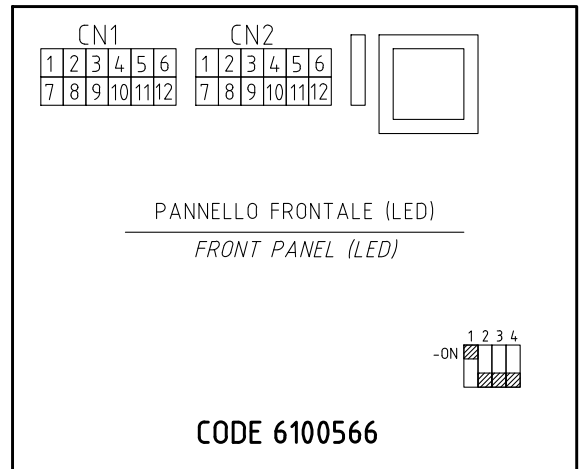 CN1 CN2
1 2 3 4 5 6 1 2 3 4 5 6
7 8 9 10 11 12 7 8 9 10 11 12
PANNELLO FRONTALE (LED)
FRONT PANEL (LED)
1 2 3 4
-ON
CODE 6100566